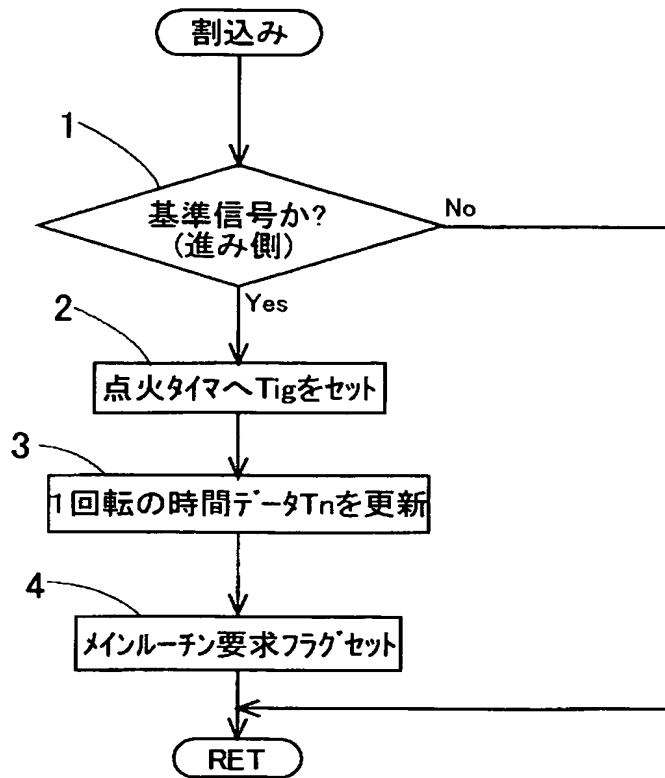 割込み
1
基準信号か?
(進み側)
No
Yes
2
点火タイマへTigをセット
3
1回転の時間データTnを更新
4
メインルーチン要求フラグセット
RET